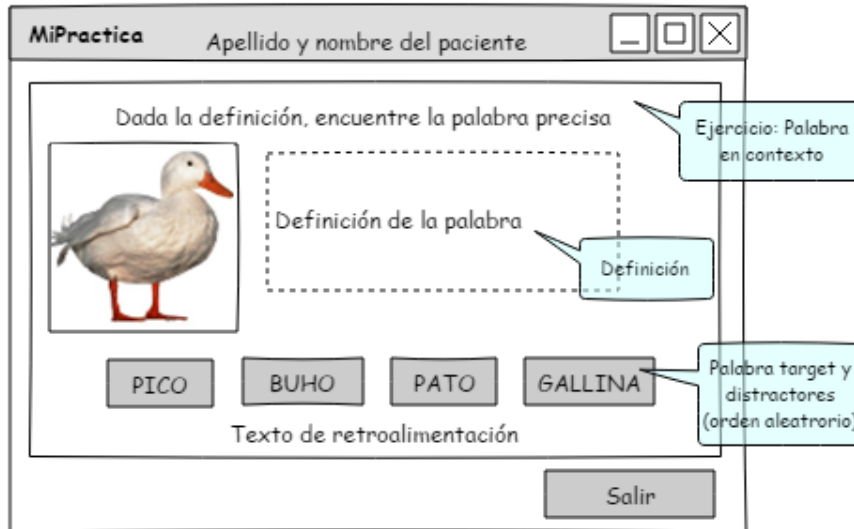 MiPractica
Apellido y nombre del paciente
Dada la definición, encuentre la palabra precisa
Ejercicio: Palabra
en contexto
Definición de la palabra
Definición
PICO
BUHO
PATO
GALLINA
Palabra target y
distractores
(orden aleatrorio)
Texto de retroalimentación
Salir